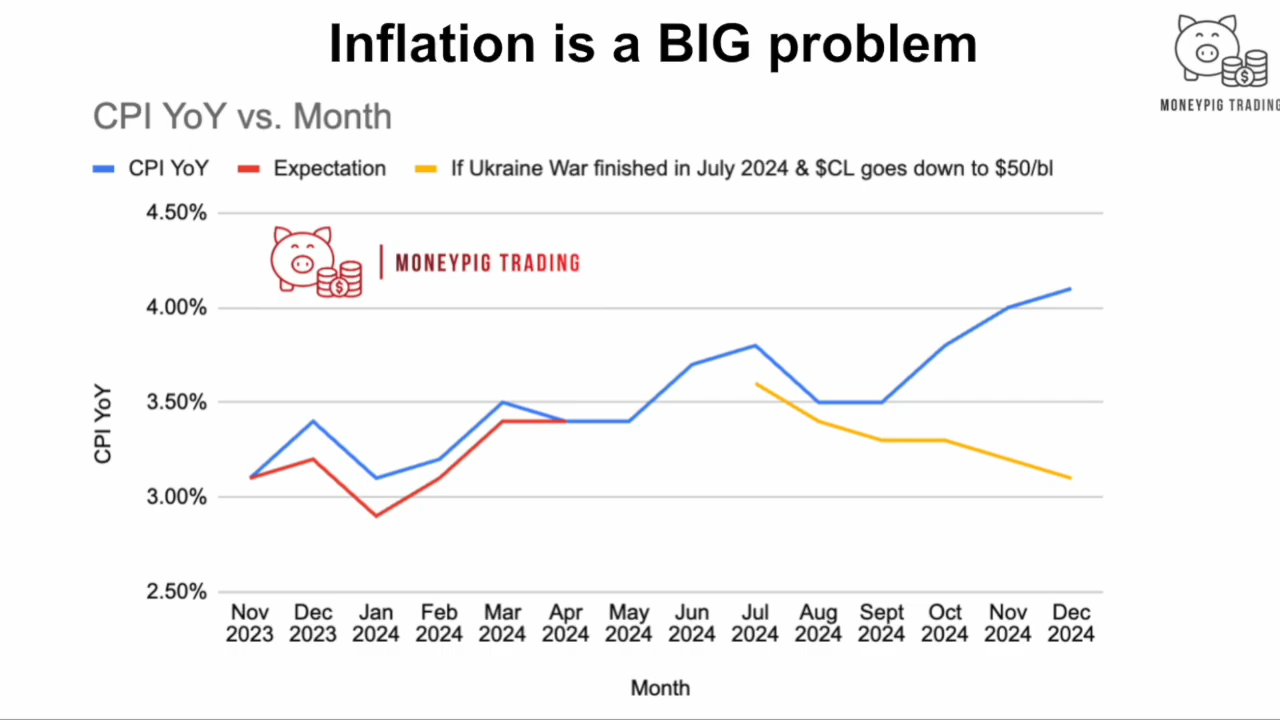 Inflation is a BIG problem
MONEYPIG TRADING
CPI YoY vs. Month
CPI YoY
Expectation
If Ukraine War finished in July 2024 & $CL goes down to $50/bl
4.50%
MONEYPIG TRADING
4.00%
3.50%
CPI YoY
3.00%
2.50%
Nov Dec Jan Feb Mar Apr May Jun Jul Aug Sept Oct Nov Dec
2023 2023 2024 2024 2024 2024 2024 2024 2024 2024 2024 2024 2024 2024
Month